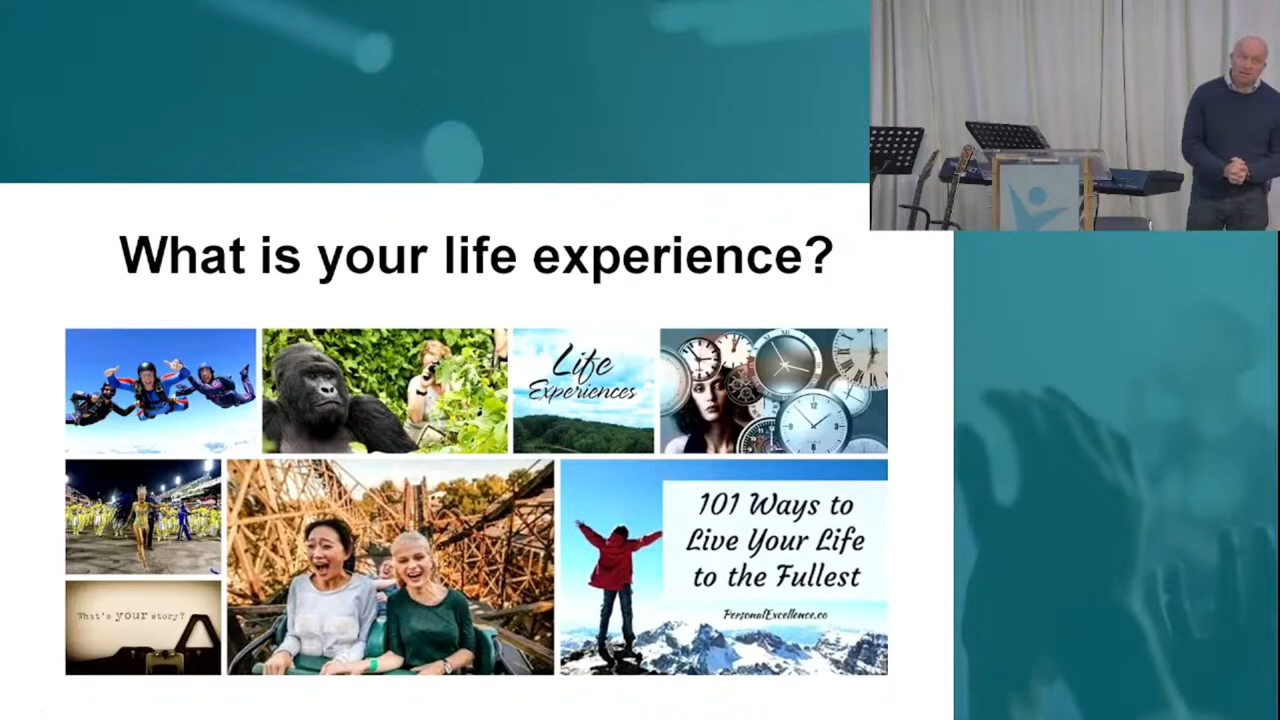 What is your life experience?
Life
Experiences
What's your story?
101 Ways to
Live Your Life
to the Fullest
PersonalExcellence.co